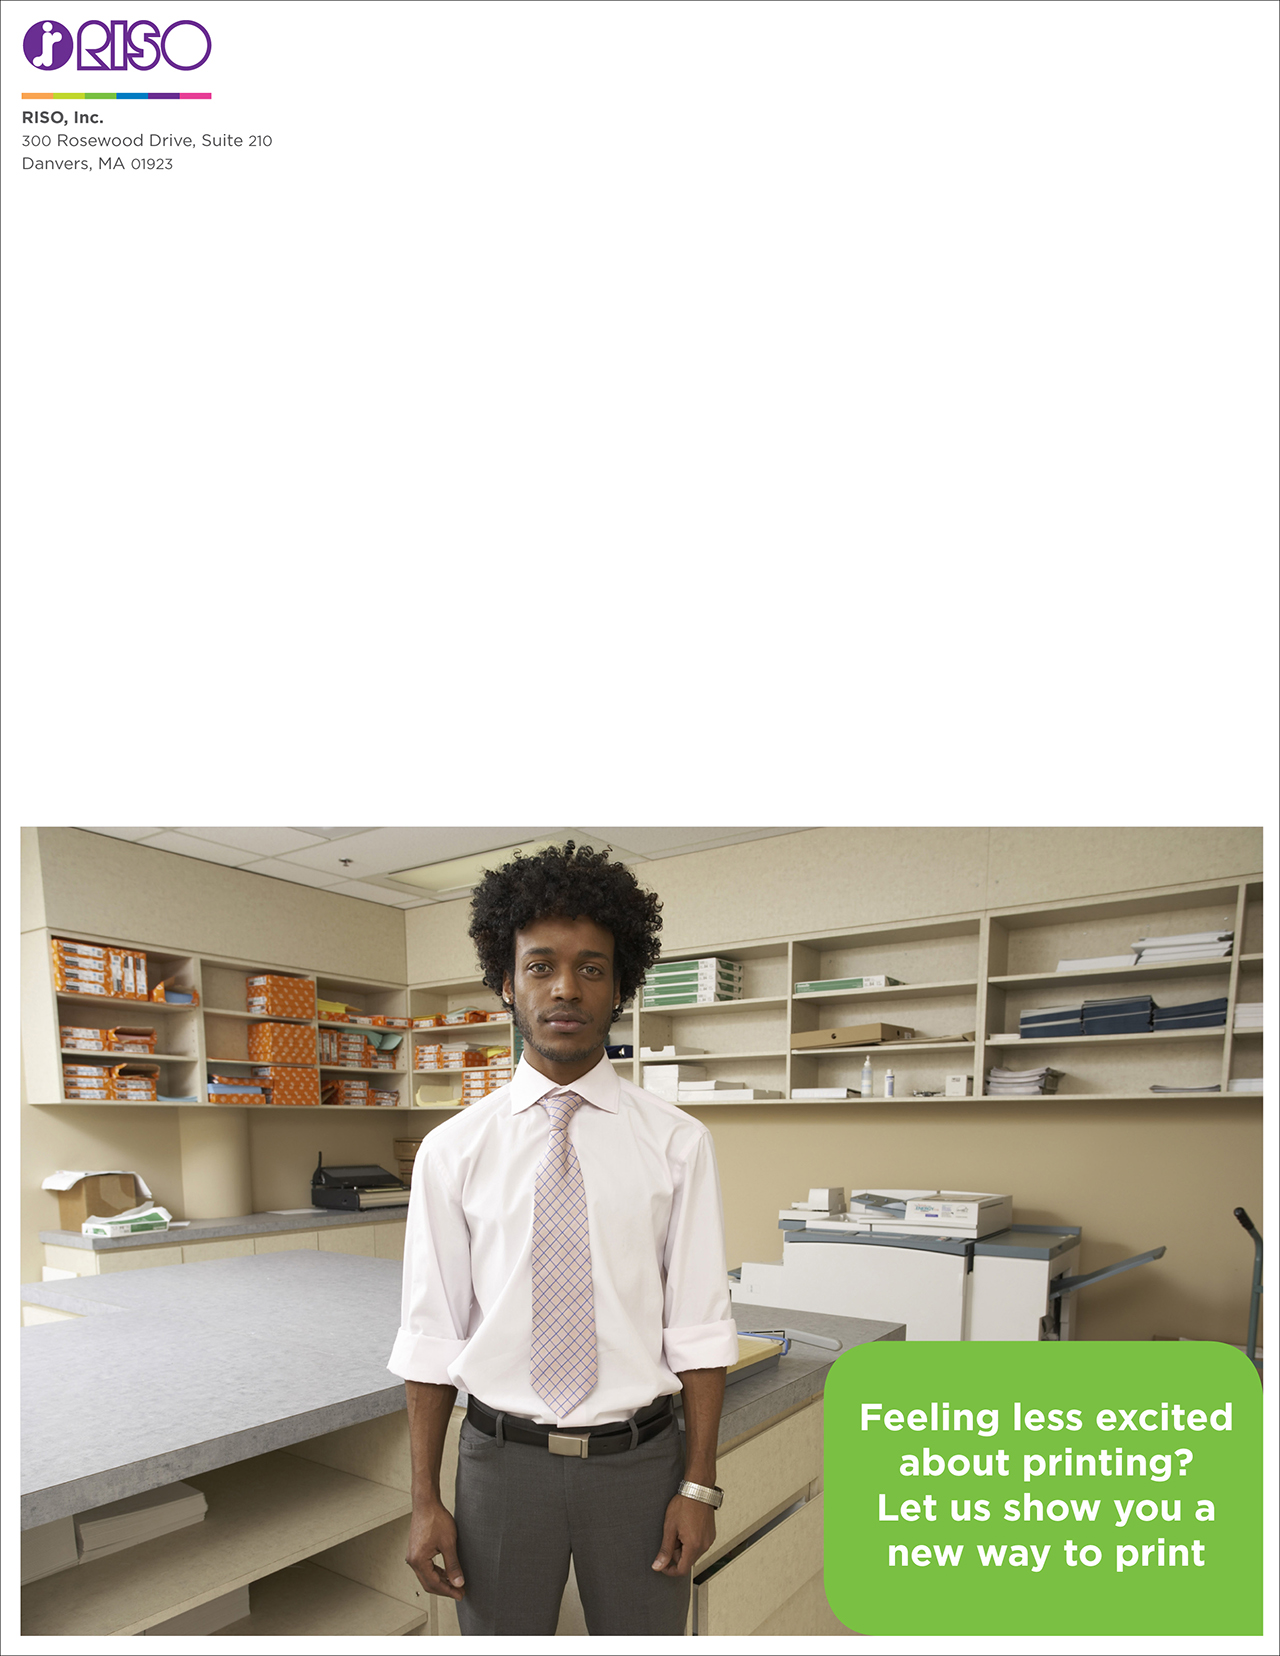 RISO
RISO, Inc.
300 Rosewood Drive, Suite 210
Danvers, MA 01923
Feeling less excited
about printing?
Let us show you a
new way to print